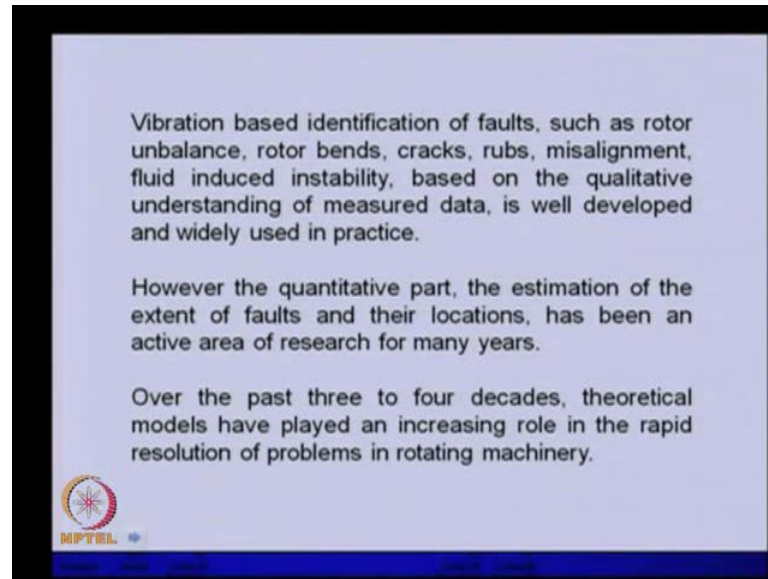 Vibration based identification of faults, such as rotor
unbalance, rotor bends, cracks, rubs, misalignment,
fluid induced instability, based on the qualitative
understanding of measured data, is well developed
and widely used in practice.
However the quantitative part, the estimation of the
extent of faults and their locations, has been an
active area of research for many years.
Over the past three to four decades, theoretical
models have played an increasing role in the rapid
resolution of problems in rotating machinery.
NPTEL